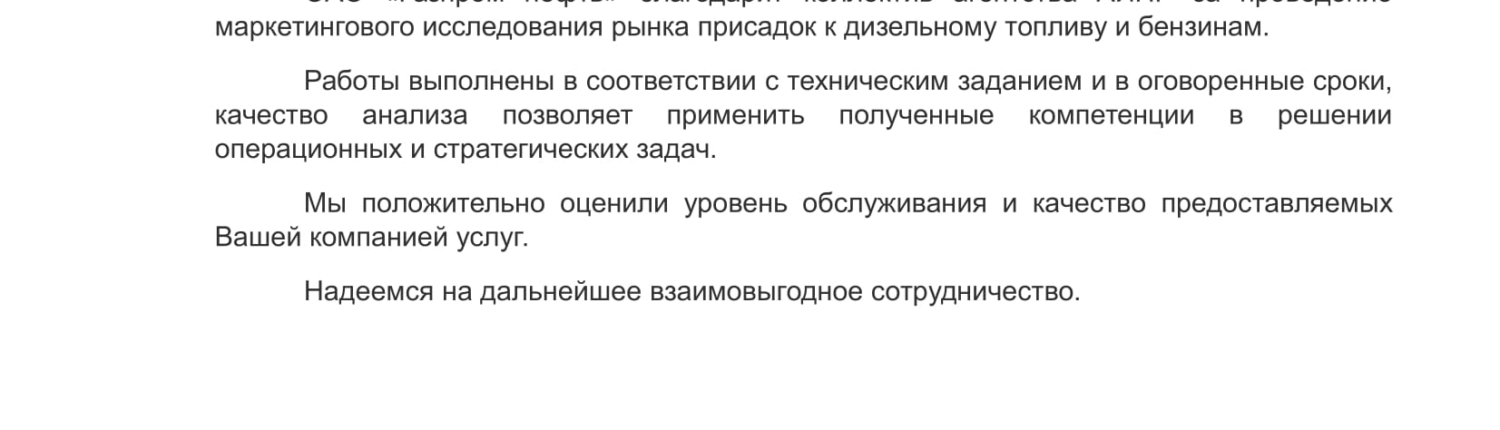 маркетингового исследования рынка присадок к дизельному топливу и бензинам.
Работы выполнены в соответствии с техническим заданием и в оговоренные сроки,
качество анализа позволяет применить полученные компетенции в решении
операционных и стратегических задач.
Мы положительно оценили уровень обслуживания и качество предоставляемых
Вашей компанией услуг.
Надеемся на дальнейшее взаимовыгодное сотрудничество.